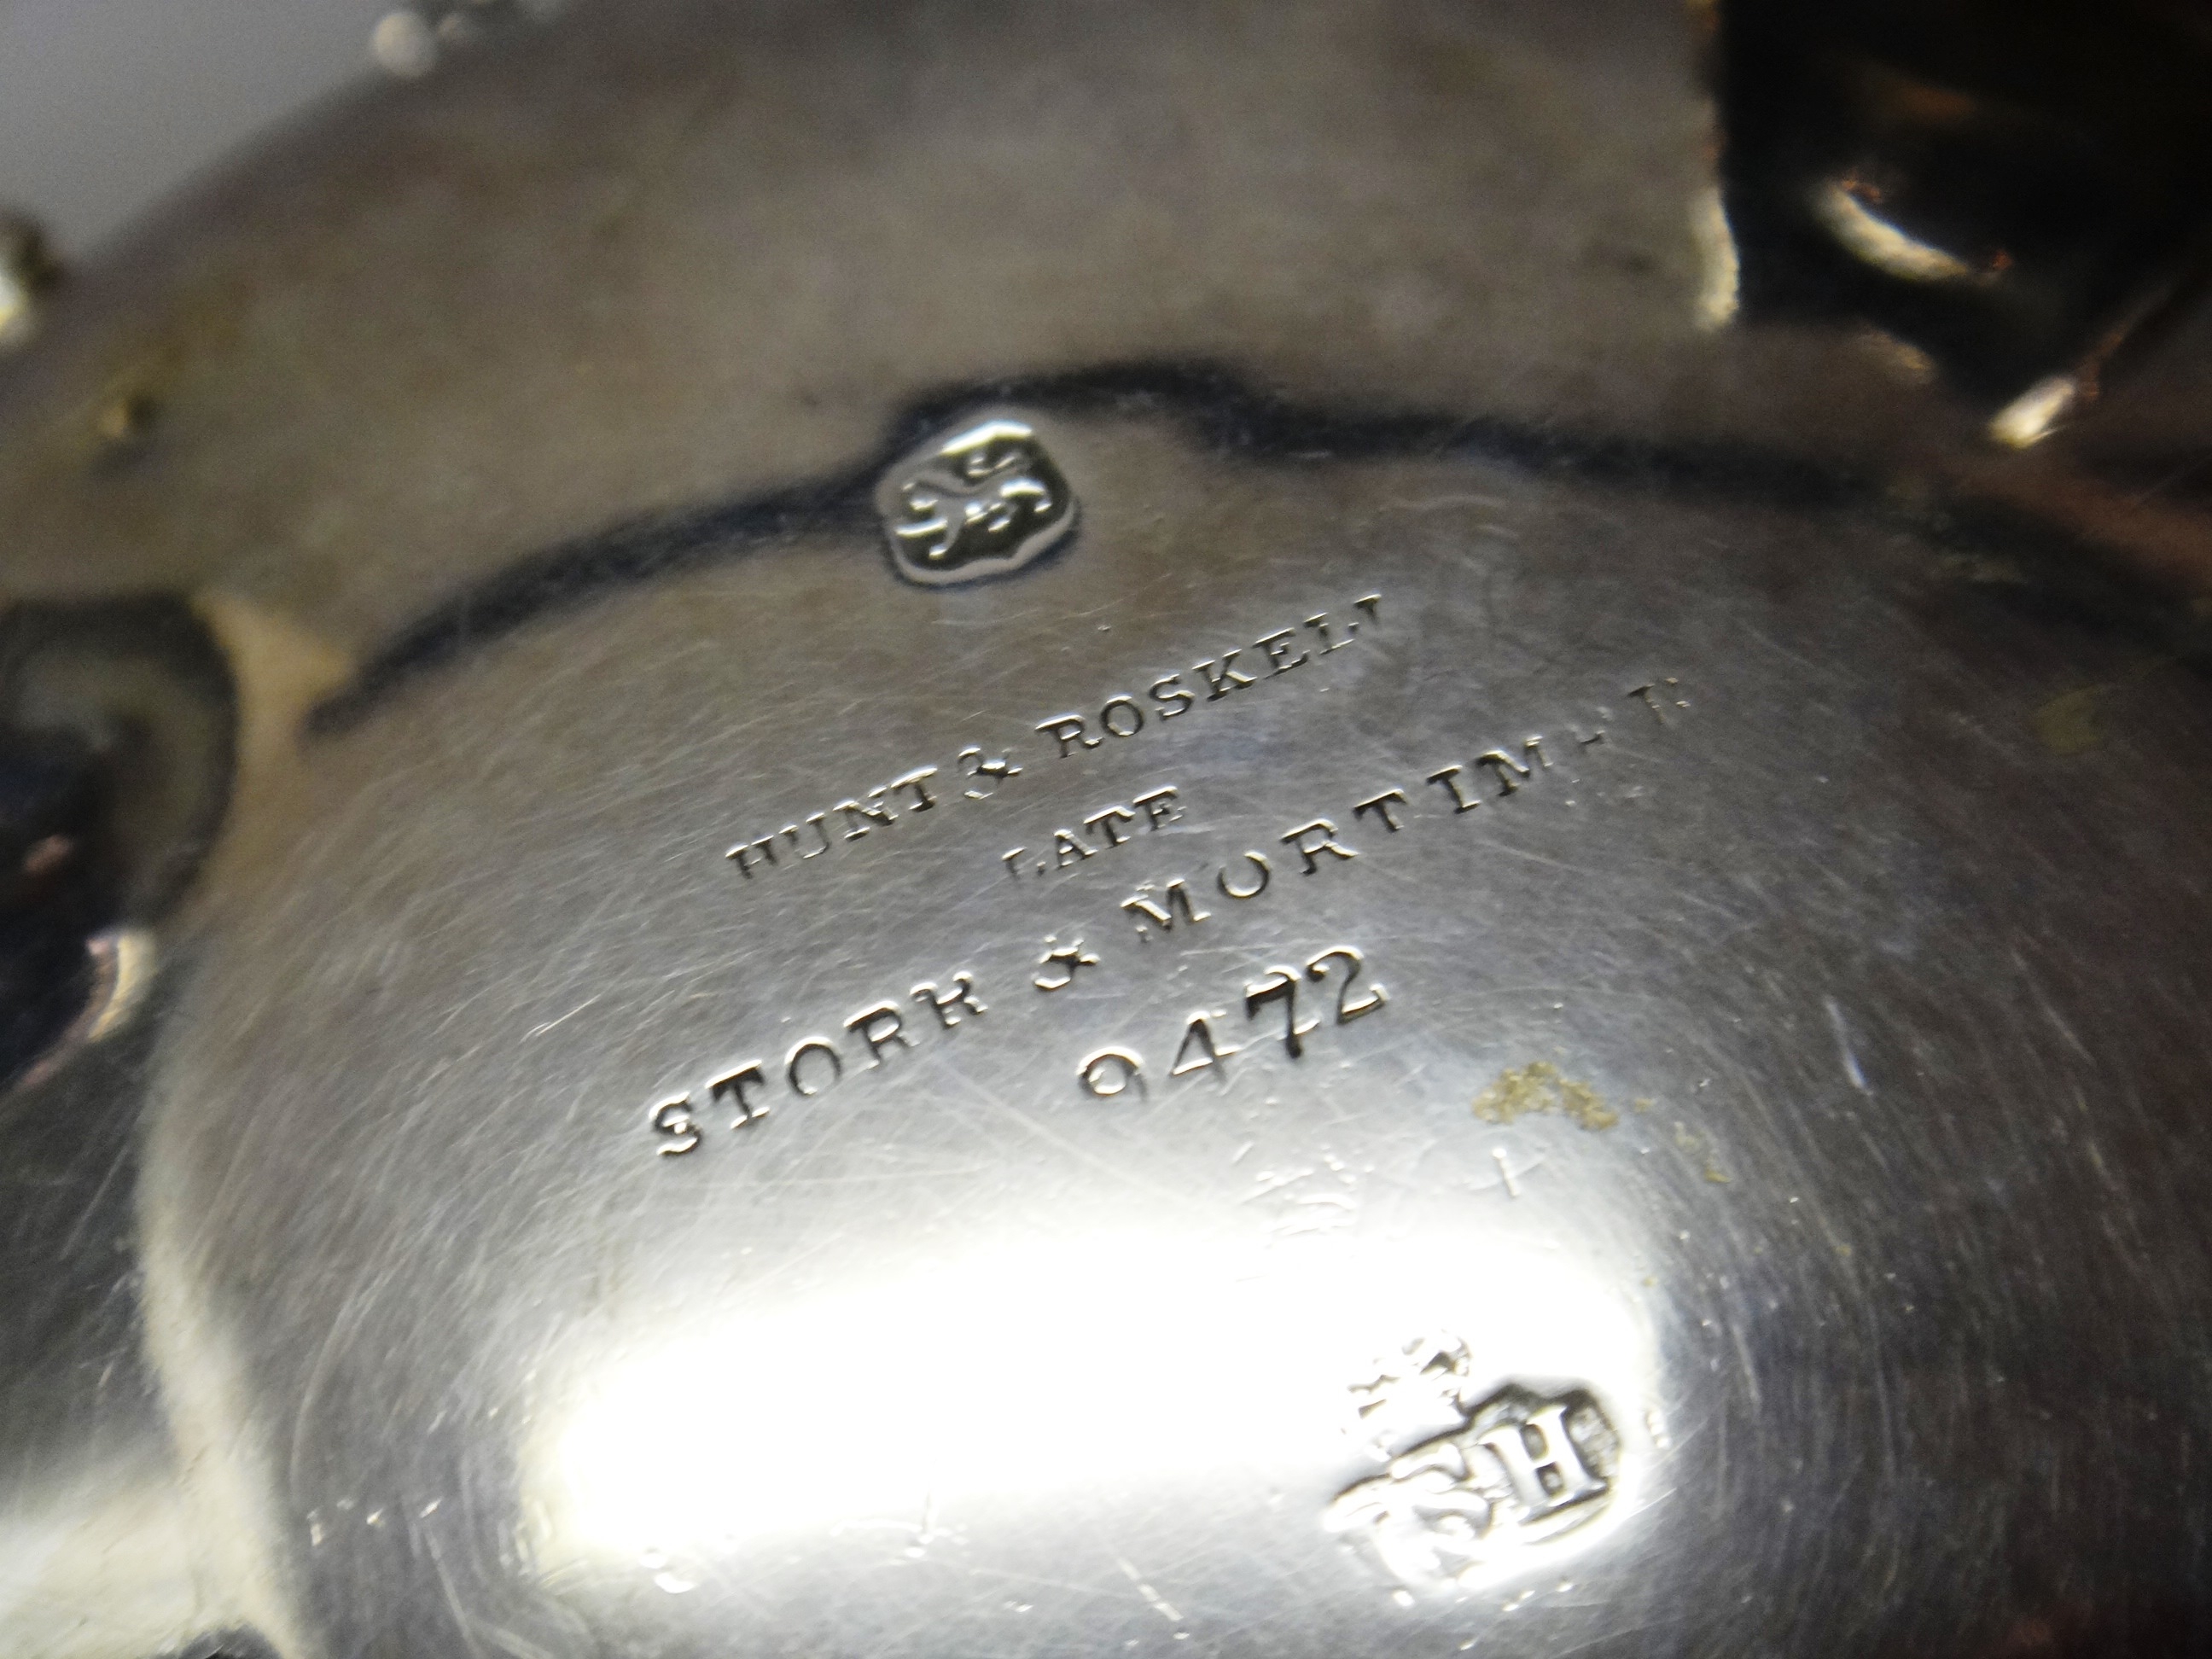 HUNT & ROSKELL
LATE
STORR & MORTIMER
9472
H